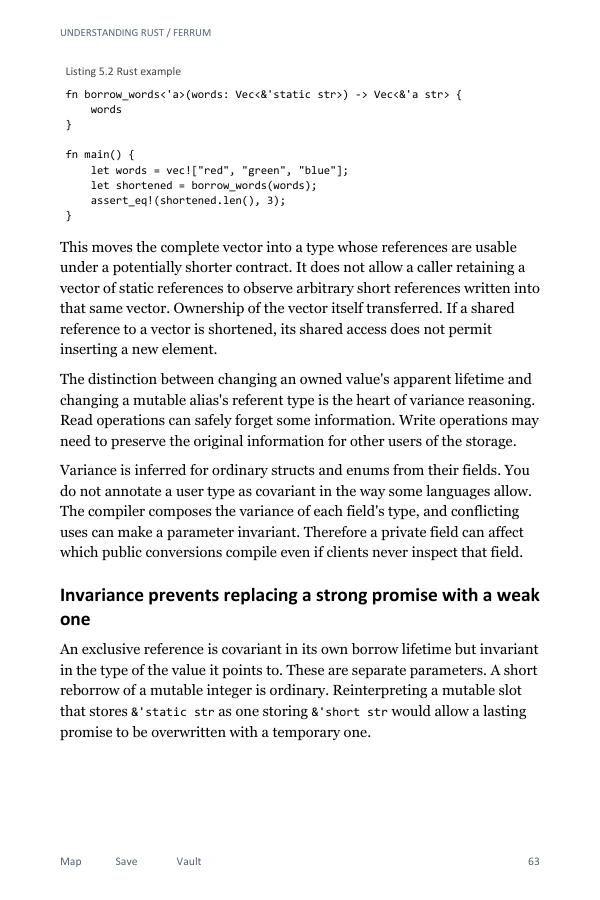 UNDERSTANDING RUST / FERRUM
Listing 5.2 Rust example
fn borrow_words<'a>(words: Vec<&'static str>) -> Vec<&'a str> {
    words
}
fn main() {
    let words = vec!["red", "green", "blue"];
    let shortened = borrow_words(words);
    assert_eq!(shortened.len(), 3);
}
This moves the complete vector into a type whose references are usable
under a potentially shorter contract. It does not allow a caller retaining a
vector of static references to observe arbitrary short references written into
that same vector. Ownership of the vector itself transferred. If a shared
reference to a vector is shortened, its shared access does not permit
inserting a new element.
The distinction between changing an owned value's apparent lifetime and
changing a mutable alias's referent type is the heart of variance reasoning.
Read operations can safely forget some information. Write operations may
need to preserve the original information for other users of the storage.
Variance is inferred for ordinary structs and enums from their fields. You
do not annotate a user type as covariant in the way some languages allow.
The compiler composes the variance of each field's type, and conflicting
uses can make a parameter invariant. Therefore a private field can affect
which public conversions compile even if clients never inspect that field.
Invariance prevents replacing a strong promise with a weak
one
An exclusive reference is covariant in its own borrow lifetime but invariant
in the type of the value it points to. These are separate parameters. A short
reborrow of a mutable integer is ordinary. Reinterpreting a mutable slot
that stores &'static str as one storing &'short str would allow a lasting
promise to be overwritten with a temporary one.
Map Save Vault 63